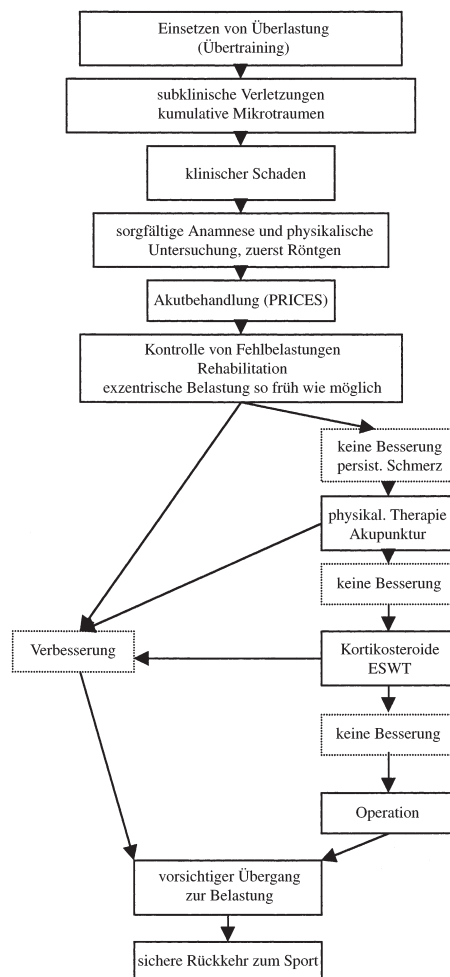 Einsetzen von Überlastung
(Übertraining)
subklinische Verletzungen
kumulative Mikrotraumen
klinischer Schaden
sorgfältige Anamnese und physikalische
Untersuchung, zuerst Röntgen
Akutbehandlung (PRICES)
Kontrolle von Fehlbelastungen
Rehabilitation
exzentrische Belastung so früh wie möglich
keine Besserung
persist. Schmerz
physikal. Therapie
Akupunktur
keine Besserung
Verbesserung
Kortikosteroide
ESWT
keine Besserung
Operation
vorsichtiger Übergang
zur Belastung
sichere Rückkehr zum Sport